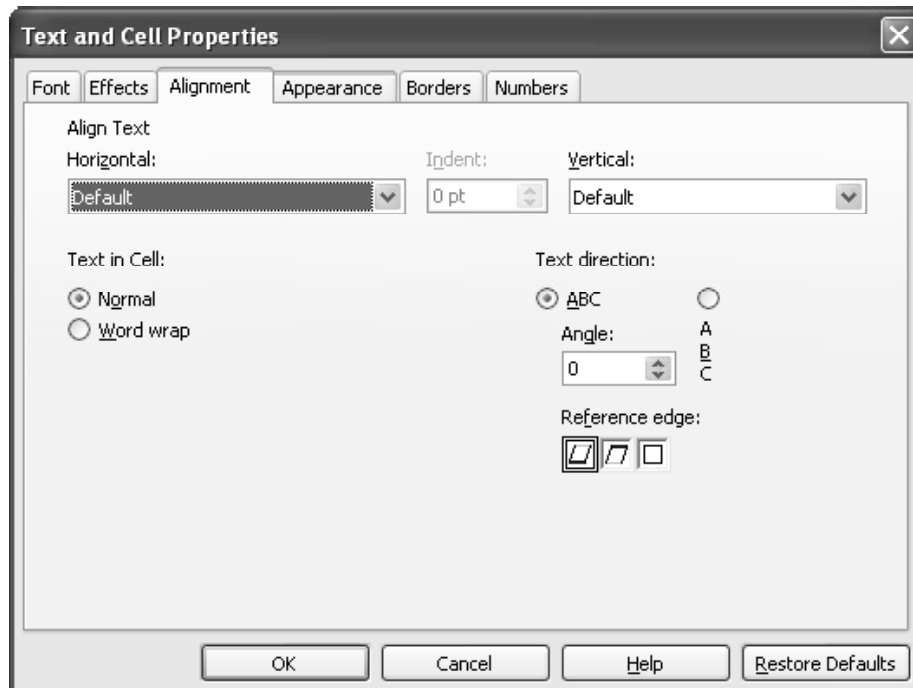 Text and Cell Properties
Font Effects Alignment Appearance Borders Numbers
Align Text
Horizontal: Indent: Vertical:
Default 0 pt Default
Text in Cell: Text direction:
Normal ABC
Word wrap Angle: A
0 B
C
Reference edge:
OK Cancel Help Restore Defaults